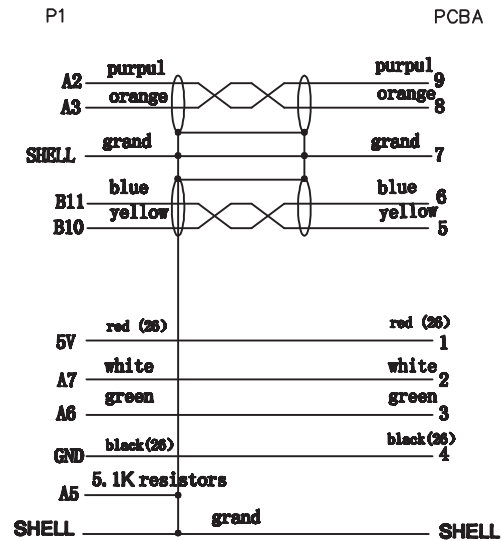 P1 PCBA
A2 purpul purpul 9
A3 orange orange 8
SHELL grand grand 7
B11 blue blue 6
B10 yellow yellow 5
5V red (26) red (26) 1
A7 white white 2
A6 green green 3
GND black(26) black(26) 4
A5 5.1K resistors
SHELL grand SHELL